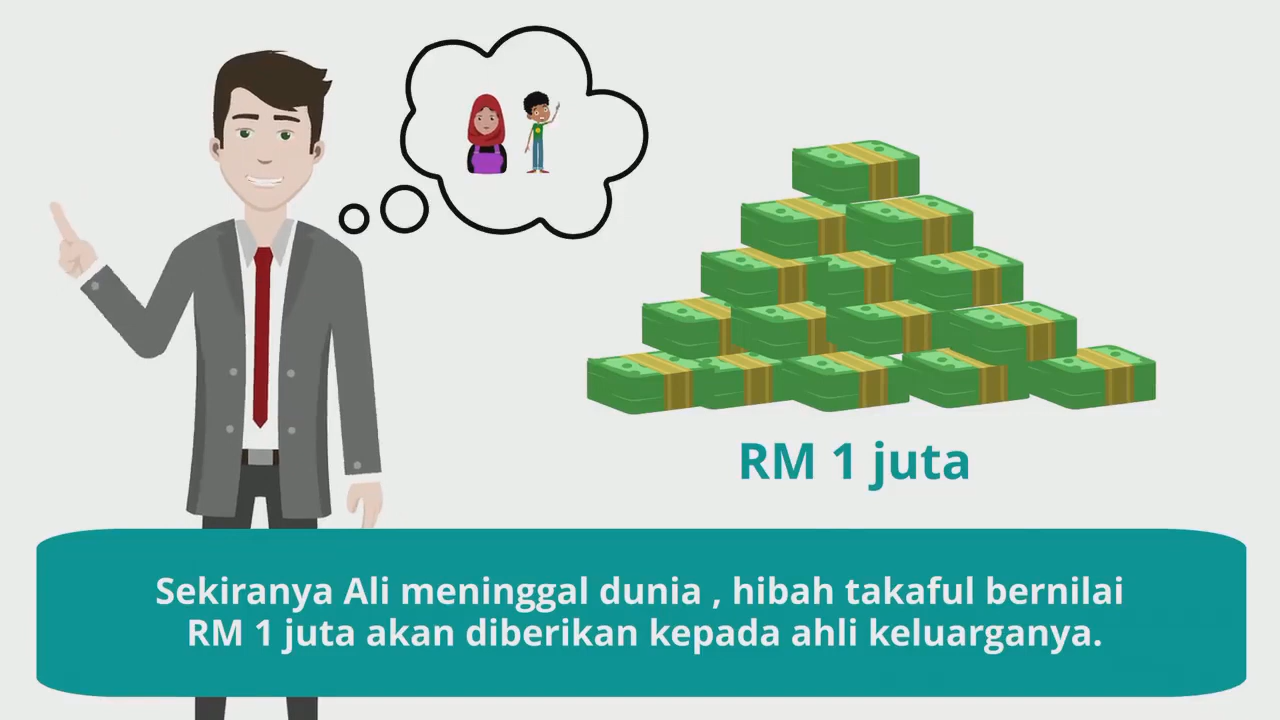 RM 1 juta
Sekiranya Ali meninggal dunia , hibah takaful bernilai
RM 1 juta akan diberikan kepada ahli keluarganya.